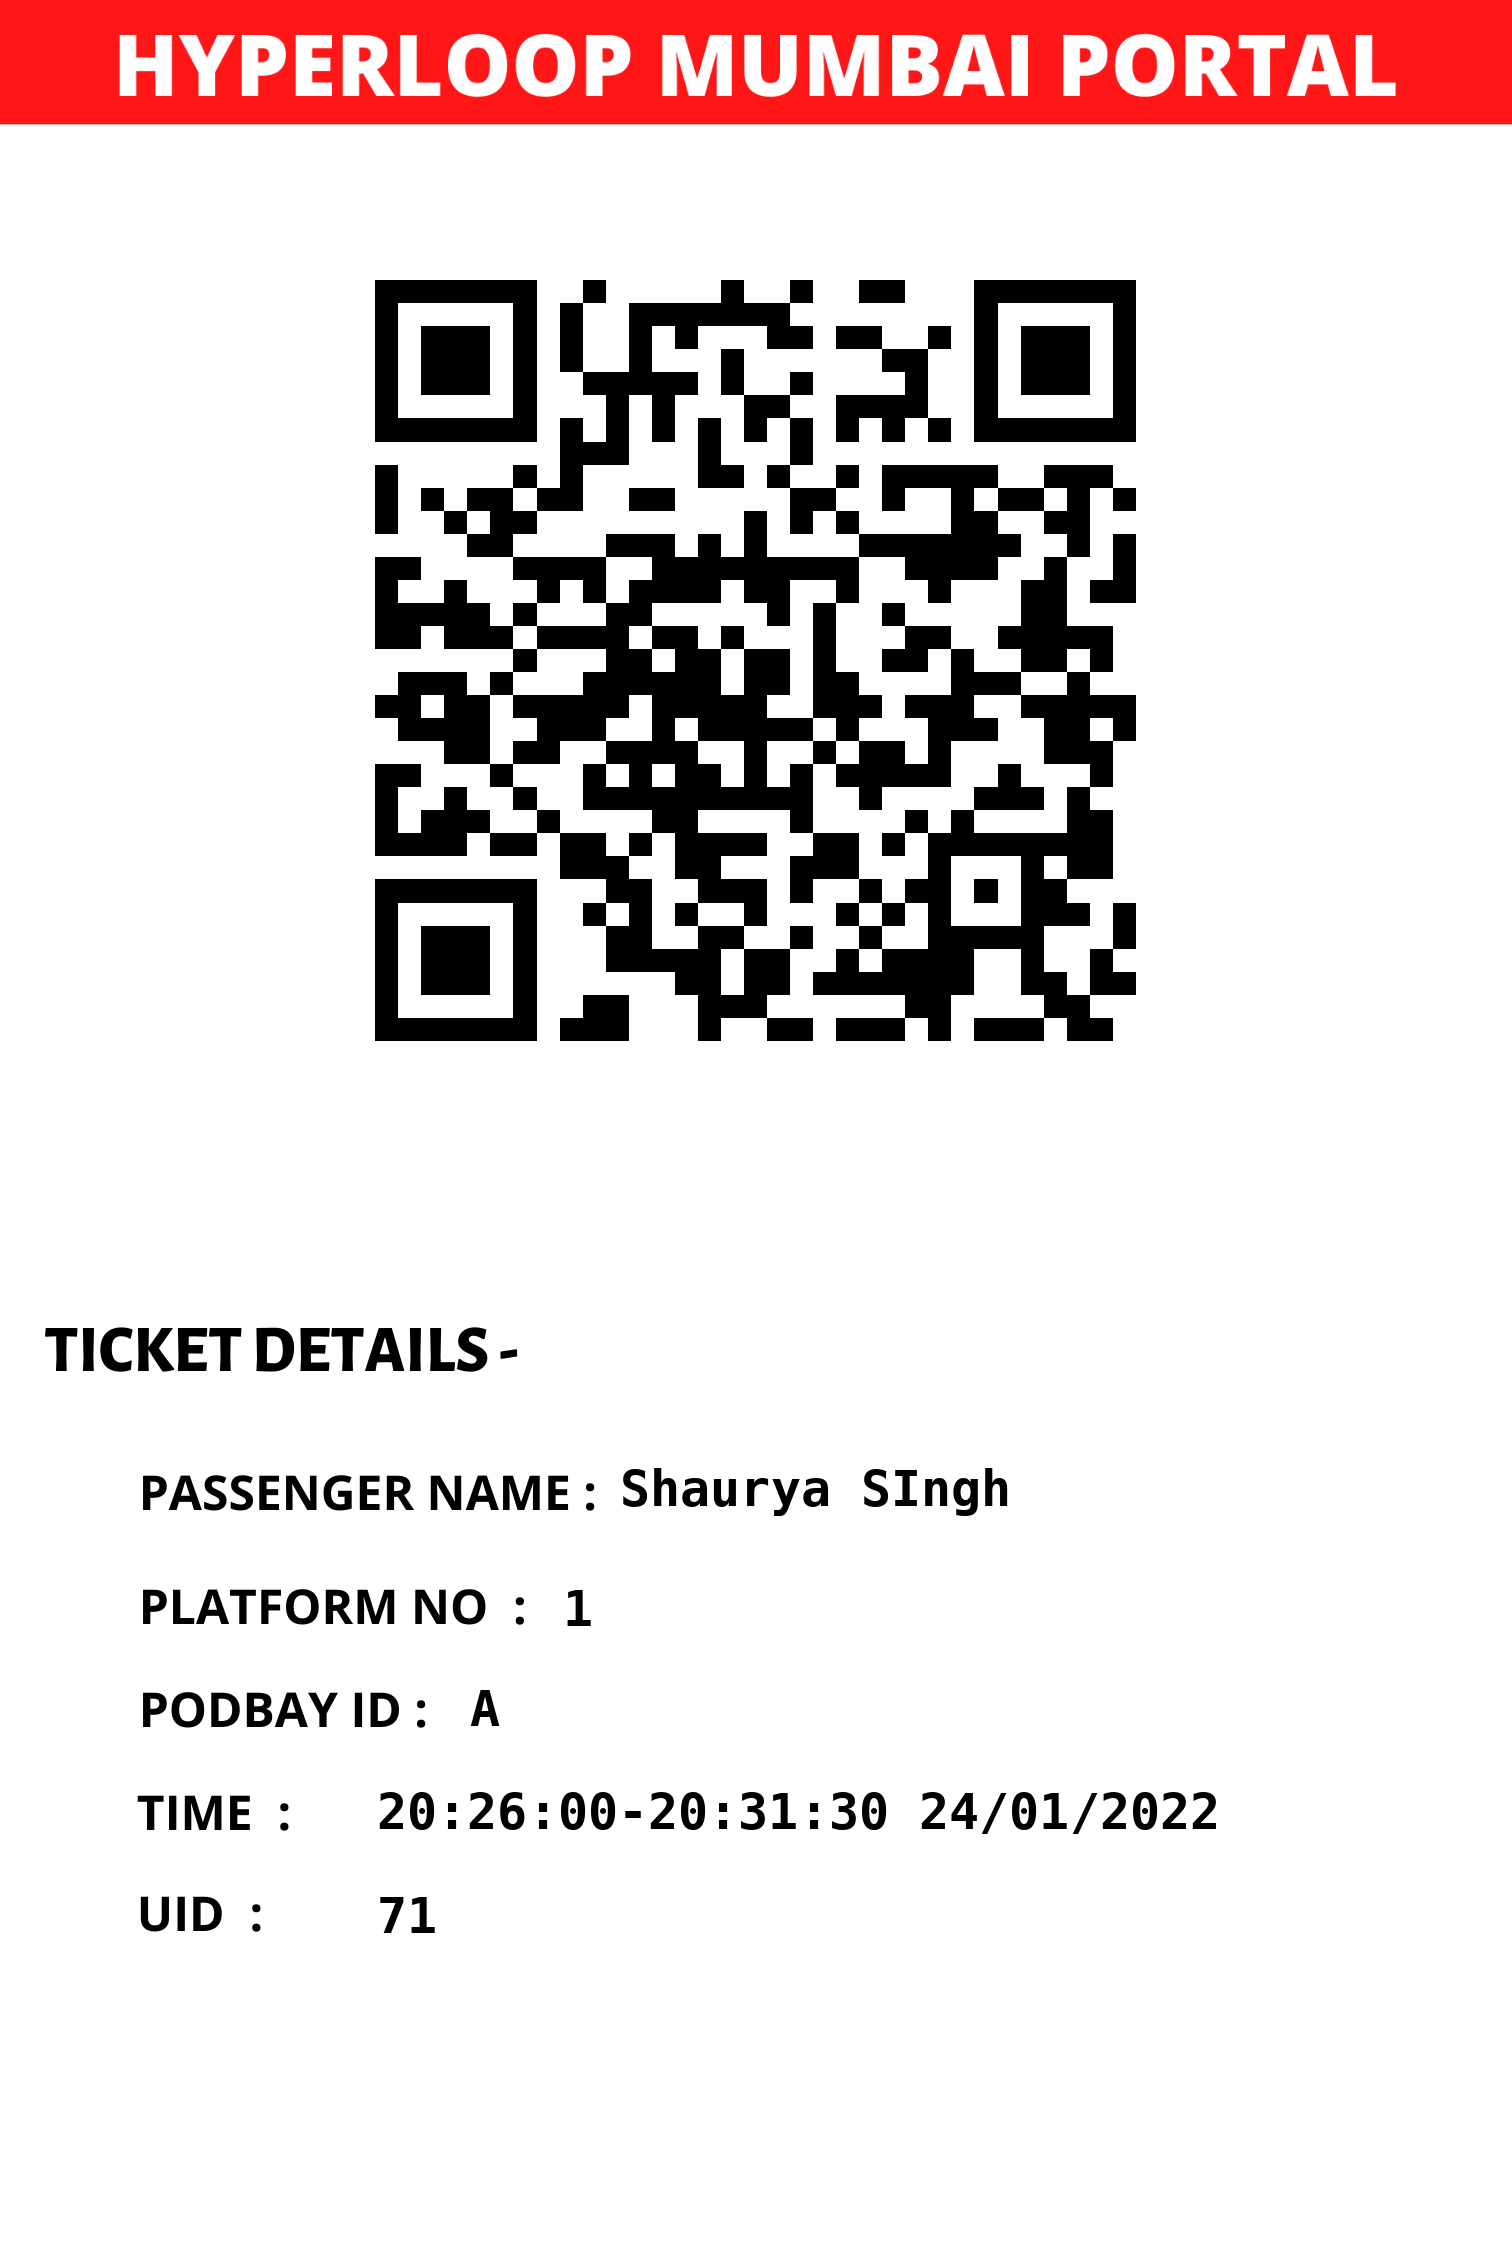 HYPERLOOP MUMBAI PORTAL
TICKET DETAILS -
PASSENGER NAME : Shaurya SIngh
PLATFORM NO : 1
PODBAY ID : A
TIME : 20:26:00-20:31:30 24/01/2022
UID : 71